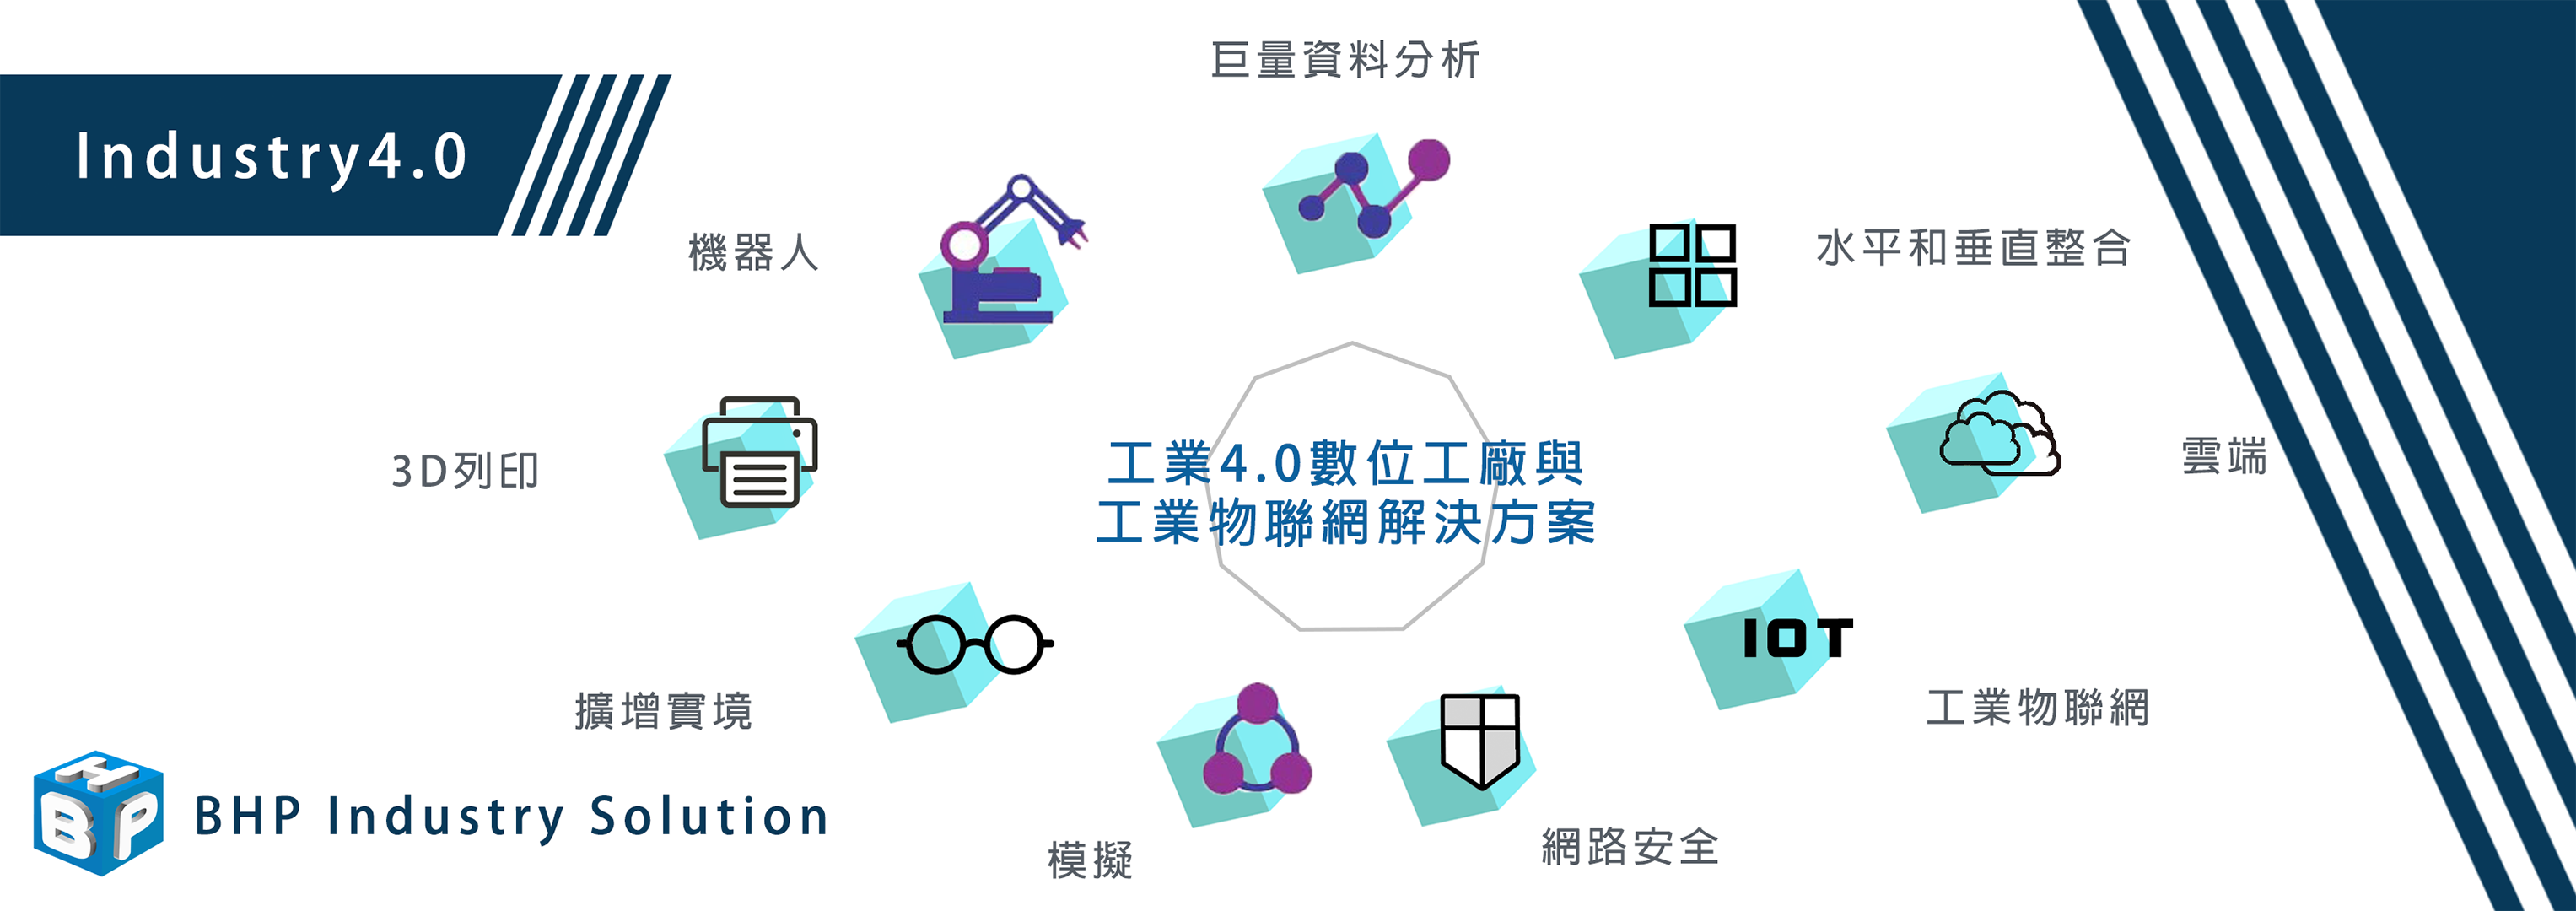 巨量資料分析
Industry4.0
機器人
水平和垂直整合
雲端
3D列印
工業4.0數位工廠與
工業物聯網解決方案
IOT
擴增實境
工業物聯網
BHP
BHP Industry Solution
模擬
網路安全